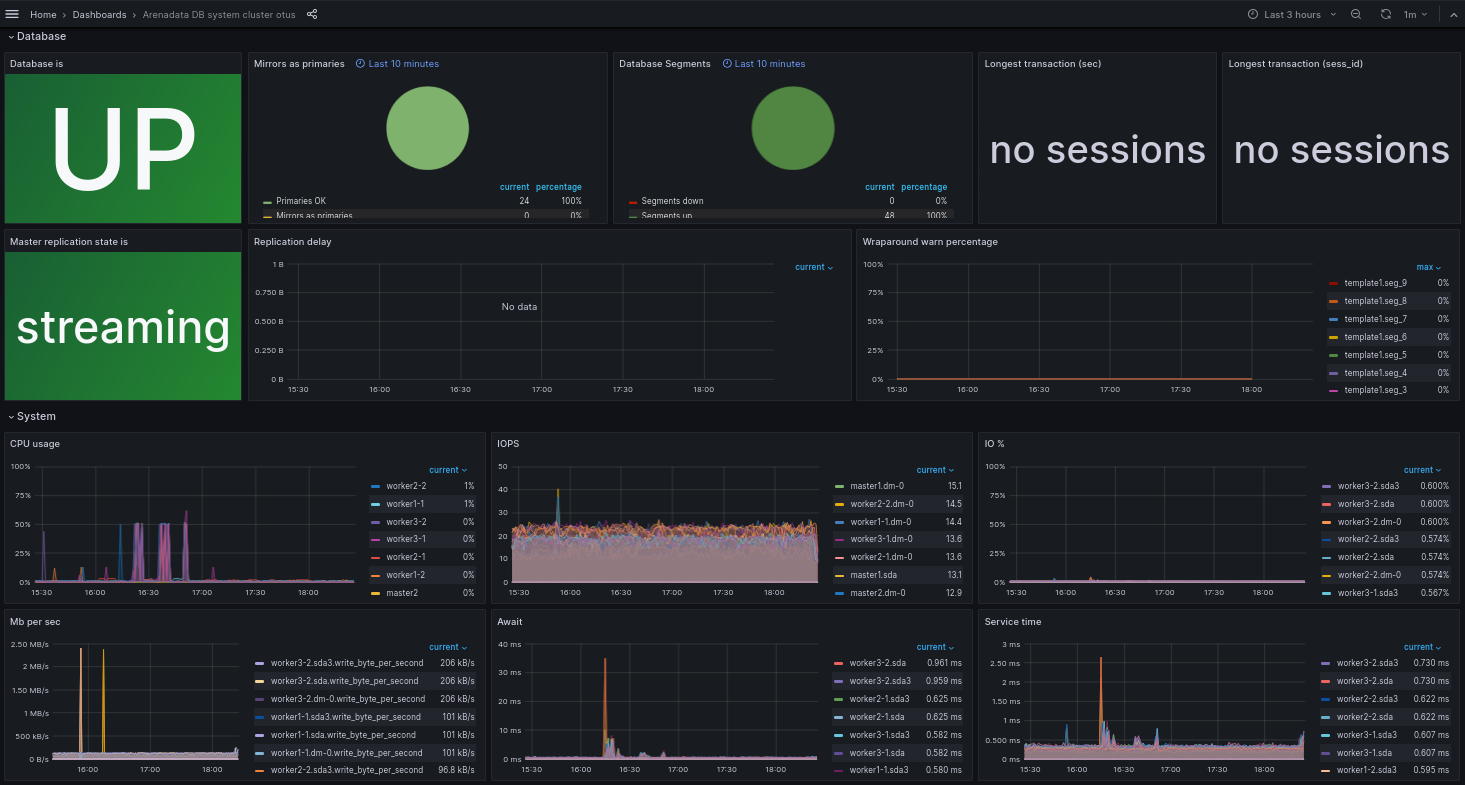 Home › Dashboards › Arenadata DB system cluster otus
Last 3 hours
1m
Database
Database is
UP
Mirrors as primaries Last 10 minutes
current percentage
Primaries OK 24 100%
Mirrors as primaries 0 0%
Database Segments Last 10 minutes
current percentage
Segments down 0 0%
Segments up 48 100%
Longest transaction (sec)
no sessions
Longest transaction (sess_id)
no sessions
Master replication state is
streaming
Replication delay
1 B
0.750 B
0.500 B
0.250 B
0 B
No data
15:30 16:00 16:30 17:00 17:30 18:00
current
Wraparound warn percentage
100%
75%
50%
25%
0%
15:30 16:00 16:30 17:00 17:30 18:00
max
template1.seg_9 0%
template1.seg_8 0%
template1.seg_7 0%
template1.seg_6 0%
template1.seg_5 0%
template1.seg_4 0%
template1.seg_3 0%
System
CPU usage
100%
75%
50%
25%
0%
15:30 16:00 16:30 17:00 17:30 18:00
current
worker2-2 1%
worker1-1 1%
worker3-2 0%
worker3-1 0%
worker2-1 0%
worker1-2 0%
master2 0%
IOPS
50
40
30
20
10
0
15:30 16:00 16:30 17:00 17:30 18:00
current
master1.dm-0 15.1
worker2-2.dm-0 14.5
worker1-1.dm-0 14.4
worker3-1.dm-0 13.6
worker2-1.dm-0 13.6
master1.sda 13.1
master2.dm-0 12.9
IO %
100%
75%
50%
25%
0%
15:30 16:00 16:30 17:00 17:30 18:00
current
worker3-2.sda3 0.600%
worker3-2.sda 0.600%
worker3-2.dm-0 0.600%
worker2-2.sda3 0.574%
worker2-2.sda 0.574%
worker2-2.dm-0 0.574%
worker3-1.sda3 0.567%
Mb per sec
2.50 MB/s
2 MB/s
1.50 MB/s
1 MB/s
500 kB/s
0 B/s
16:00 17:00 18:00
current
worker3-2.sda3.write_byte_per_second 206 kB/s
worker3-2.sda.write_byte_per_second 206 kB/s
worker3-2.dm-0.write_byte_per_second 206 kB/s
worker1-1.sda3.write_byte_per_second 101 kB/s
worker1-1.sda.write_byte_per_second 101 kB/s
worker1-1.dm-0.write_byte_per_second 101 kB/s
worker2-2.sda3.write_byte_per_second 96.8 kB/s
Await
40 ms
30 ms
20 ms
10 ms
0 ms
15:30 16:00 16:30 17:00 17:30 18:00
current
worker3-2.sda 0.961 ms
worker3-2.sda3 0.959 ms
worker2-1.sda3 0.625 ms
worker2-1.sda 0.625 ms
worker3-1.sda3 0.582 ms
worker3-1.sda 0.582 ms
worker1-1.sda3 0.580 ms
Service time
3 ms
2.50 ms
2 ms
1.50 ms
1 ms
0.500 ms
0 ms
15:30 16:00 16:30 17:00 17:30 18:00
current
worker3-2.sda3 0.730 ms
worker3-2.sda 0.730 ms
worker2-2.sda3 0.622 ms
worker2-2.sda 0.622 ms
worker3-1.sda3 0.607 ms
worker3-1.sda 0.607 ms
worker1-2.sda3 0.595 ms